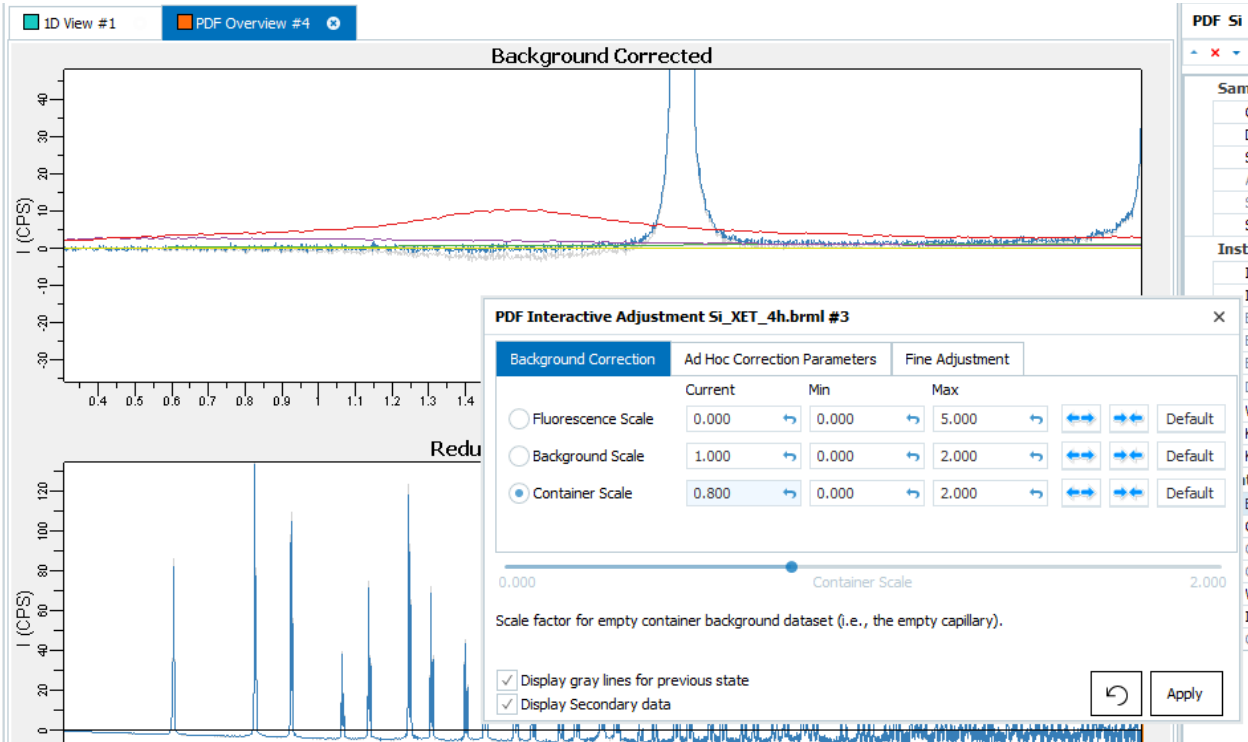 1D View #1
PDF Overview #4
PDF Si
Background Corrected
Sam
40
30
20
10
0
-10
-20
-30
I (CPS)
0.4 0.5 0.6 0.7 0.8 0.9 1 1.1 1.2 1.3 1.4
Inst
Redu
120
100
80
60
40
20
0
I (CPS)
PDF Interactive Adjustment Si_XET_4h.brml #3
Background Correction
Ad Hoc Correction Parameters
Fine Adjustment
Current Min Max
Fluorescence Scale 0.000 0.000 5.000 Default
Background Scale 1.000 0.000 2.000 Default
Container Scale 0.800 0.000 2.000 Default
0.000 Container Scale 2.000
Scale factor for empty container background dataset (i.e., the empty capillary).
Display gray lines for previous state
Display Secondary data
Apply